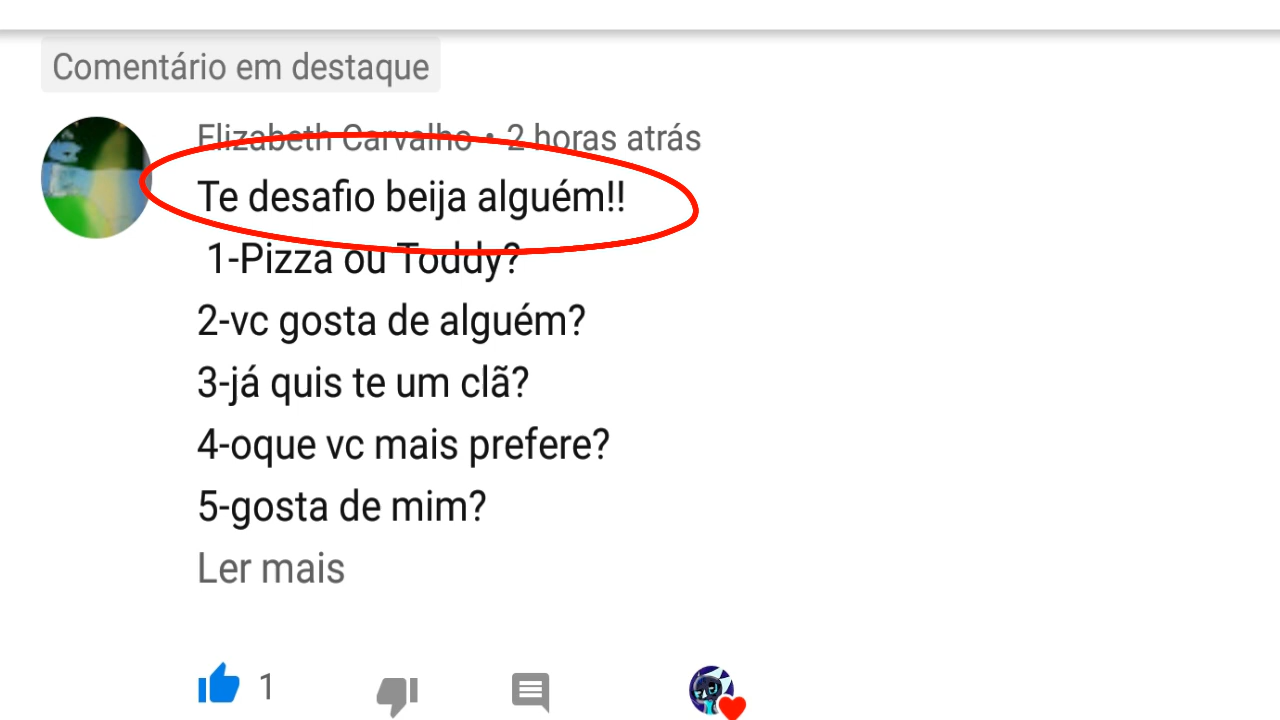 Comentário em destaque
Elizabeth Carvalho • 2 horas atrás
Te desafio beija alguém!!
1-Pizza ou Toddy?
2-vc gosta de alguém?
3-já quis te um clã?
4-oque vc mais prefere?
5-gosta de mim?
Ler mais
1